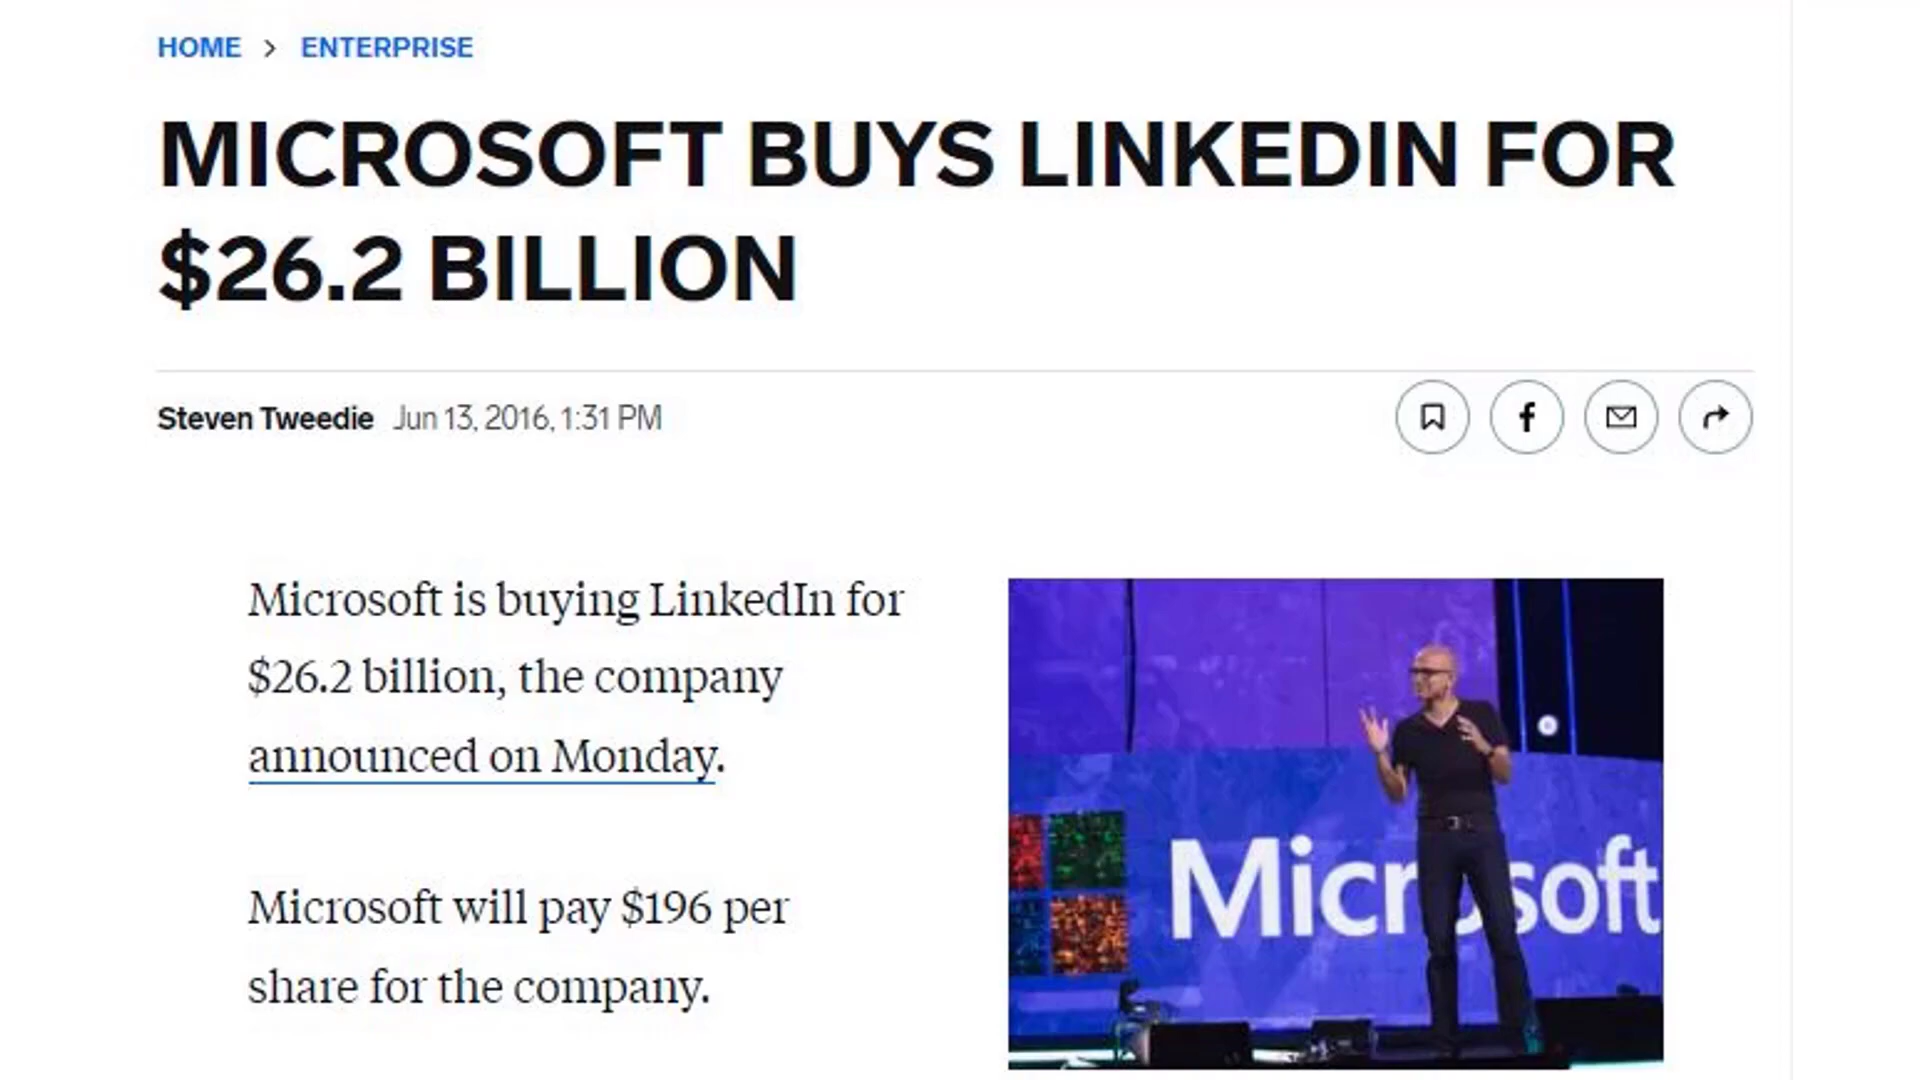 HOME > ENTERPRISE
MICROSOFT BUYS LINKEDIN FOR
$26.2 BILLION
Steven Tweedie Jun 13, 2016, 1:31 PM
f
Microsoft is buying LinkedIn for
$26.2 billion, the company
announced on Monday.
Microsoft will pay $196 per
share for the company.
Micr soft